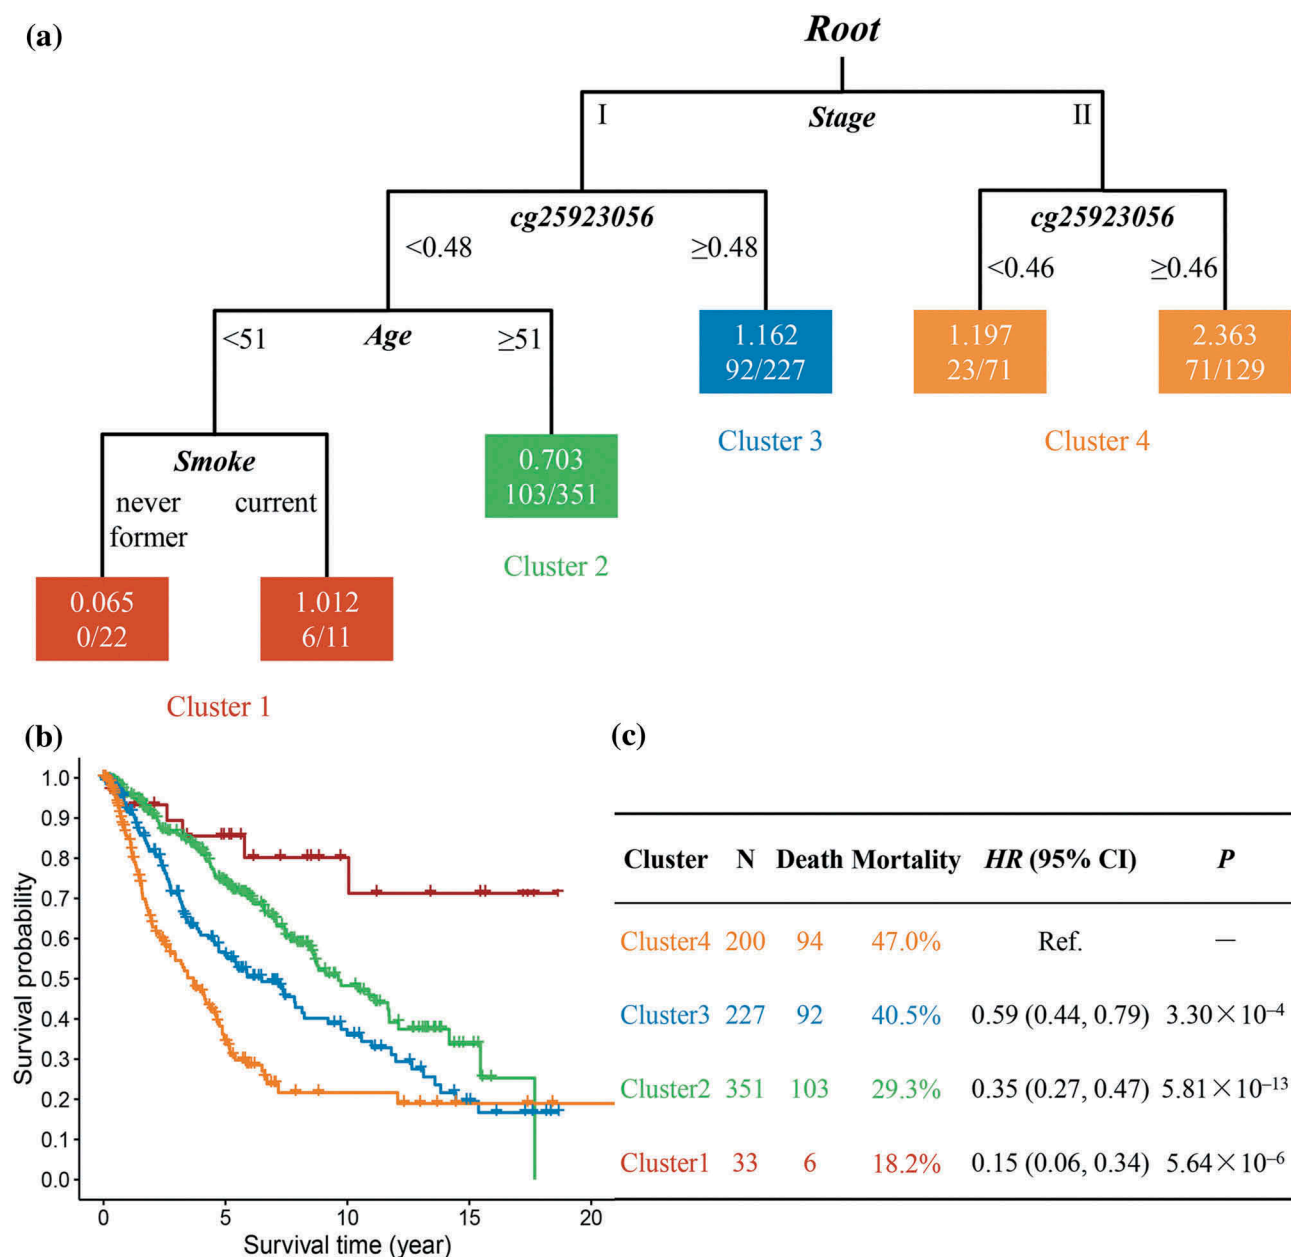 (a)
Root
I
Stage
II
cg25923056
<0.48
≥0.48
cg25923056
<0.46
≥0.46
<51
Age
≥51
1.162
92/227
1.197
23/71
2.363
71/129
Cluster 3
Cluster 4
Smoke
never
former
current
0.703
103/351
Cluster 2
0.065
0/22
1.012
6/11
Cluster 1
(b)
1.0
0.9
0.8
0.7
0.6
0.5
0.4
0.3
0.2
0.1
0.0
Survival probability
0 5 10 15 20
Survival time (year)
(c)
Cluster N Death Mortality HR (95% CI) P
Cluster4 200 94 47.0% Ref. —
Cluster3 227 92 40.5% 0.59 (0.44, 0.79) 3.30×10⁻⁴
Cluster2 351 103 29.3% 0.35 (0.27, 0.47) 5.81×10⁻¹³
Cluster1 33 6 18.2% 0.15 (0.06, 0.34) 5.64×10⁻⁶